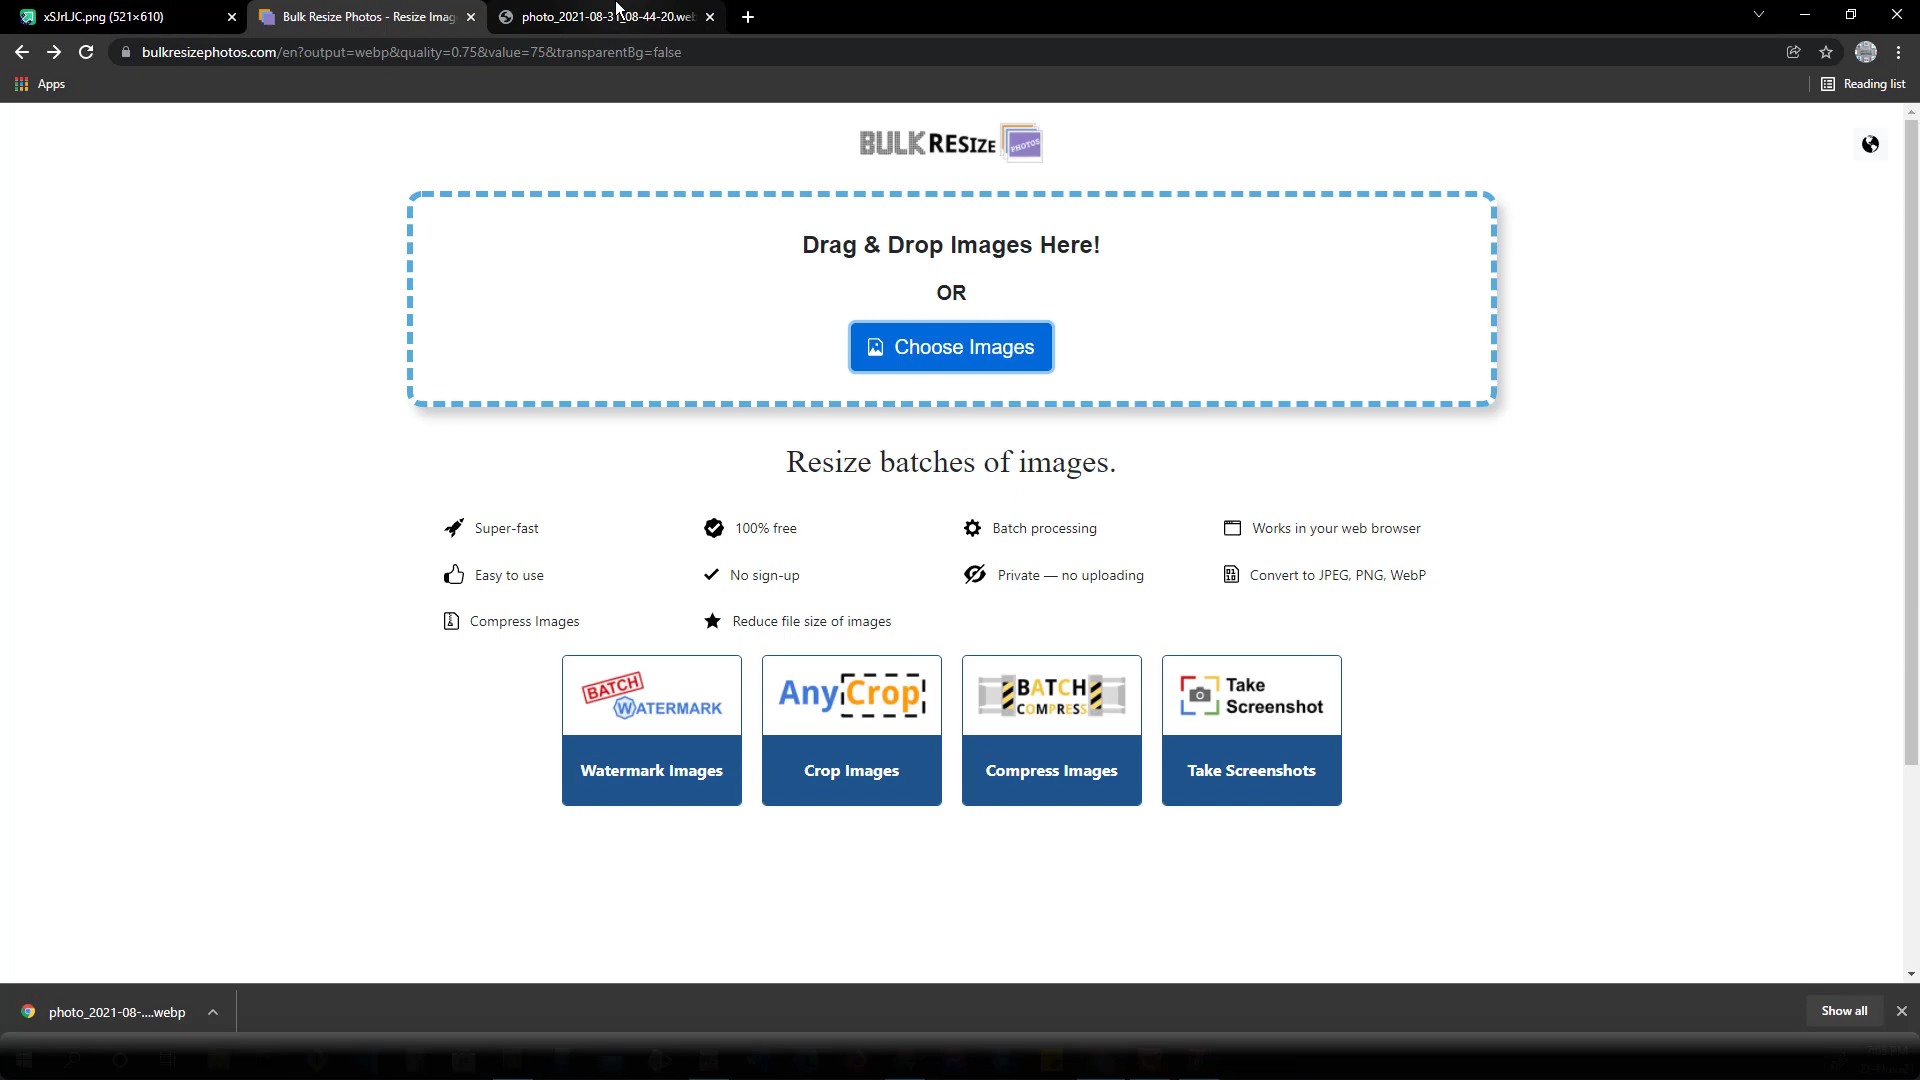 xSJrLJC.png (521×610)
Bulk Resize Photos - Resize Imag
photo_2021-08-31_08-44-20.we
bulkresizephotos.com/en?output=webp&quality=0.75&value=75&transparentBg=false
Apps
Reading list
BULK RESIZE PHOTOS
Drag & Drop Images Here!
OR
Choose Images
Resize batches of images.
Super-fast
100% free
Batch processing
Works in your web browser
Easy to use
No sign-up
Private — no uploading
Convert to JPEG, PNG, WebP
Compress Images
Reduce file size of images
BATCH WATERMARK
AnyCrop
BATCH COMPRESS
Take Screenshot
Watermark Images
Crop Images
Compress Images
Take Screenshots
photo_2021-08-....webp
Show all